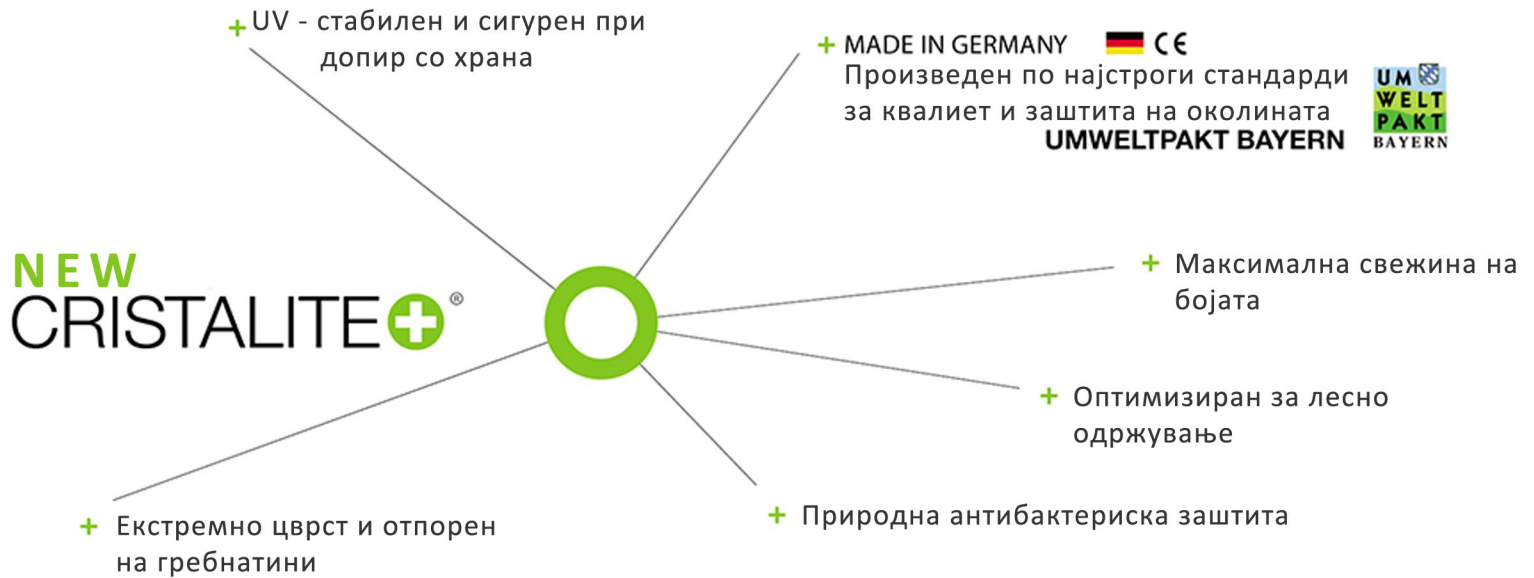 + UV - стабилен и сигурен при
допир со храна
+ MADE IN GERMANY CE
Произведен по најстроги стандарди
за квалиет и заштита на околината
UMWELTPAKT BAYERN
UM
WELT
PAKT
BAYERN
NEW
CRISTALITE+®
+ Максимална свежина на
бојата
+ Оптимизиран за лесно
одржување
+ Природна антибактериска заштита
+ Екстремно цврст и отпорен
на гребнатини